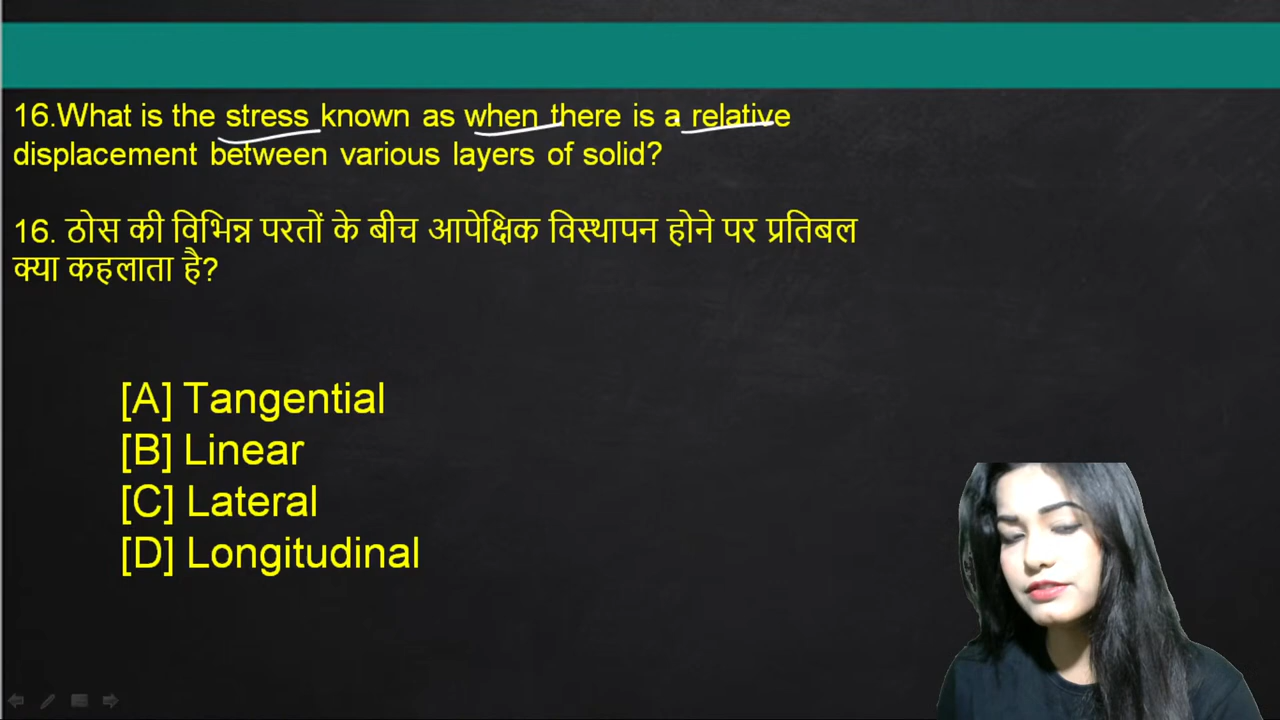 16.What is the stress known as when there is a relative
displacement between various layers of solid?
16. ठोस की विभिन्न परतों के बीच आपेक्षिक विस्थापन होने पर प्रतिबल
क्या कहलाता है?
[A] Tangential
[B] Linear
[C] Lateral
[D] Longitudinal